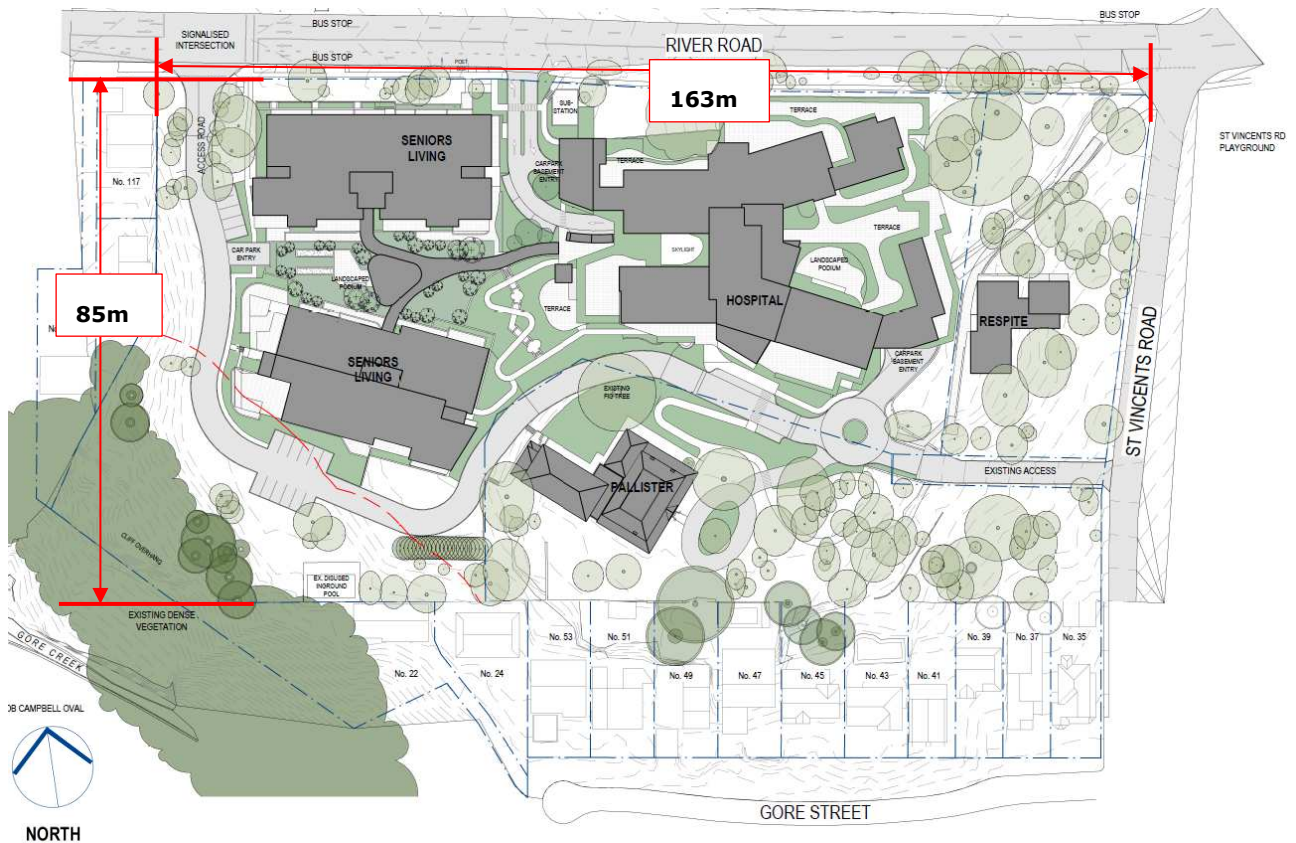 BUS STOP
SIGNALISED
INTERSECTION
BUS STOP
RIVER ROAD
163m
SUB-
STATION
TERRACE
ST VINCENTS RD
PLAYGROUND
ACCESS ROAD
SENIORS
LIVING
CARPARK
BASEMENT
ENTRY
TERRACE
No. 117
TERRACE
CAR PARK
ENTRY
SKYLIGHT
LANDSCAPED
PODIUM
LANDSCAPED
PODIUM
85m
TERRACE
HOSPITAL
RESPITE
SENIORS
LIVING
CARPARK
BASEMENT
ENTRY
EXISTING
FIG TREE
ST VINCENTS ROAD
EXISTING ACCESS
PALLISTER
CLIFF OVERHANG
EX. DISUSED
INGROUND
POOL
EXISTING DENSE
VEGETATION
GORE CREEK
No. 22
No. 24
No. 53
No. 51
No. 49
No. 47
No. 45
No. 43
No. 41
No. 39
No. 37
No. 35
OB CAMPBELL OVAL
GORE STREET
NORTH